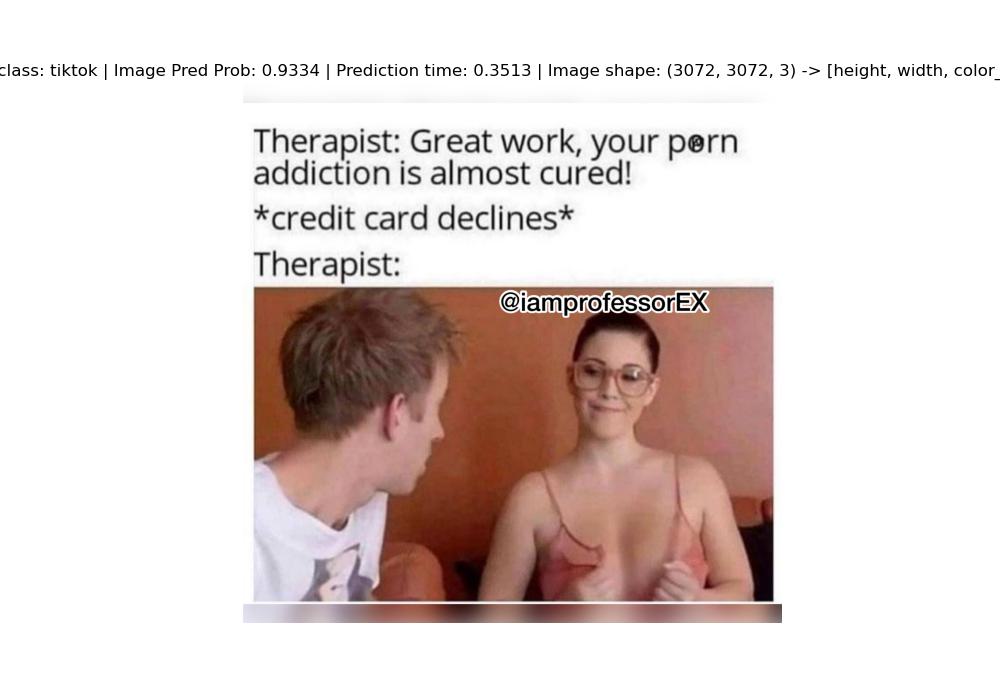 class: tiktok | Image Pred Prob: 0.9334 | Prediction time: 0.3513 | Image shape: (3072, 3072, 3) -> [height, width, color_
Therapist: Great work, your porn
addiction is almost cured!
*credit card declines*
Therapist:
@iamprofessorEX